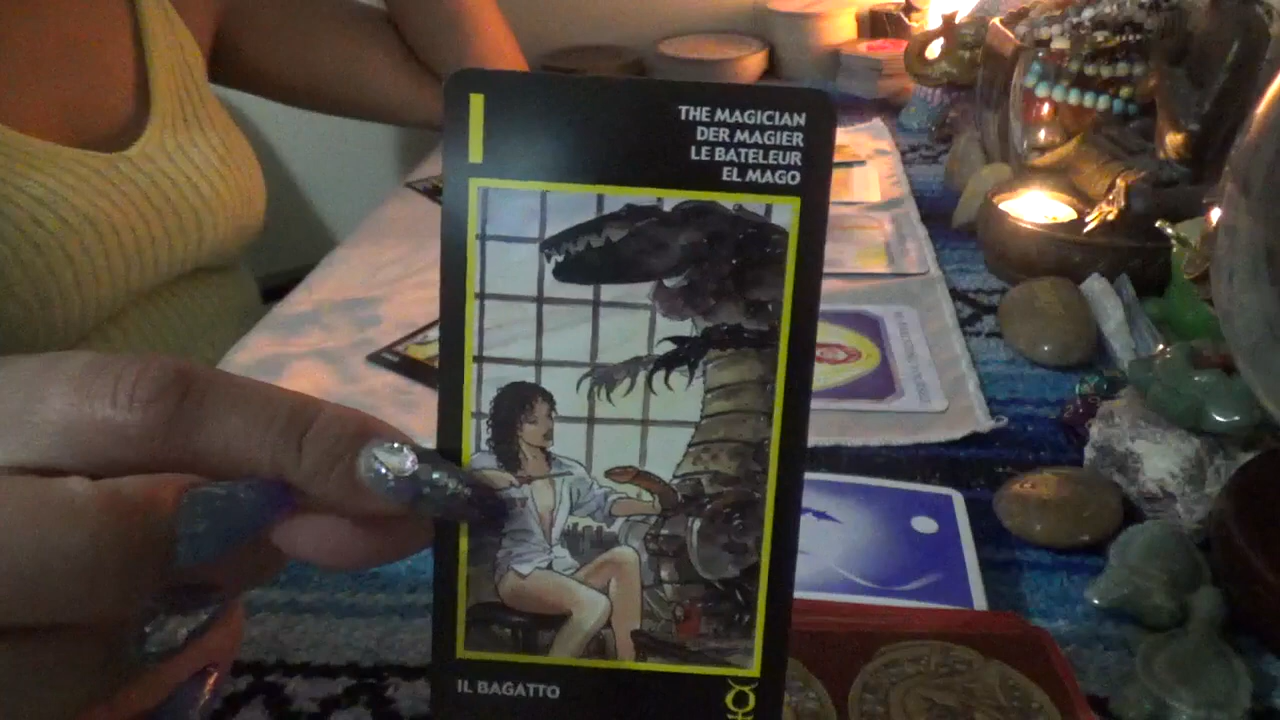 THE MAGICIAN
DER MAGIER
LE BATELEUR
EL MAGO
IL BAGATTO